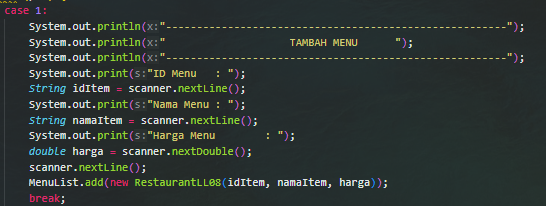 case 1:
System.out.println(x:"-----------------------------------------------------");
System.out.println(x:"                   TAMBAH MENU      ");
System.out.println(x:"-----------------------------------------------------");
System.out.print(s:"ID Menu   : ");
String idItem = scanner.nextLine();
System.out.print(s:"Nama Menu : ");
String namaItem = scanner.nextLine();
System.out.print(s:"Harga Menu        : ");
double harga = scanner.nextDouble();
scanner.nextLine();
MenuList.add(new RestaurantLL08(idItem, namaItem, harga));
break;